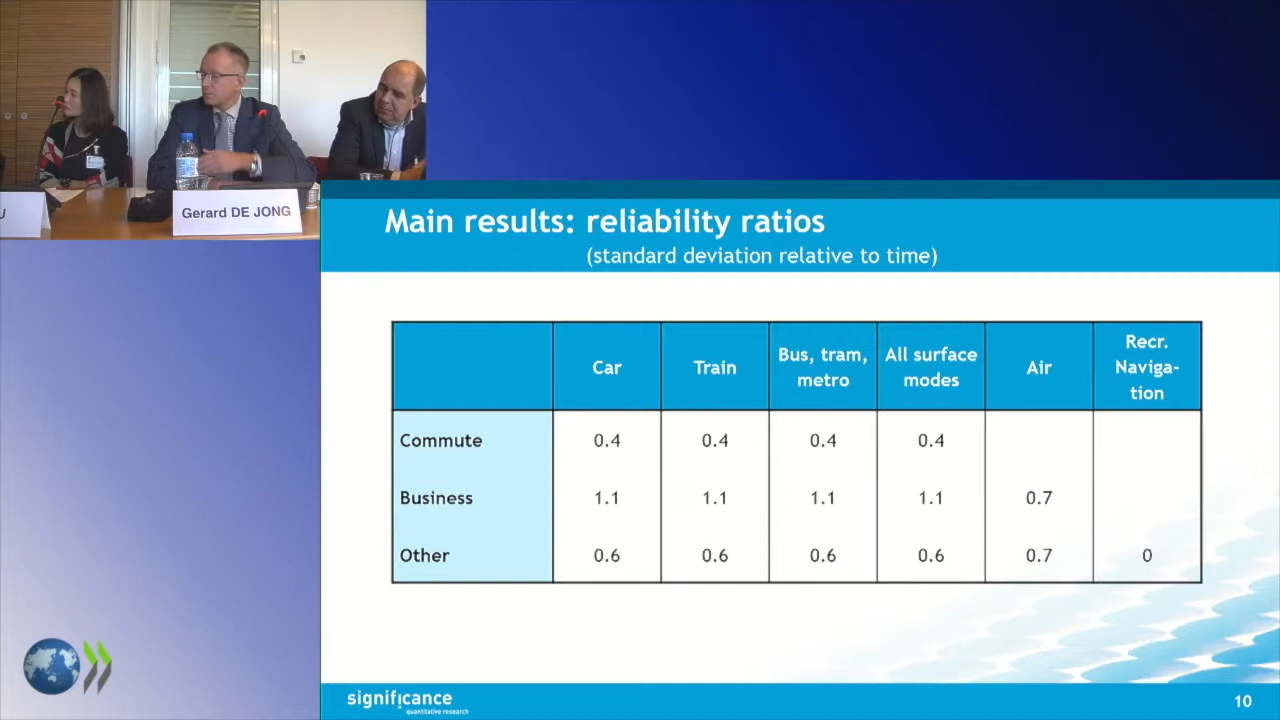 U
Gerard DE JONG
Main results: reliability ratios
(standard deviation relative to time)
Car Train Bus, tram, metro All surface modes Air Recr. Naviga- tion
Commute 0.4 0.4 0.4 0.4
Business 1.1 1.1 1.1 1.1 0.7
Other 0.6 0.6 0.6 0.6 0.7 0
significance
quantitative research
10